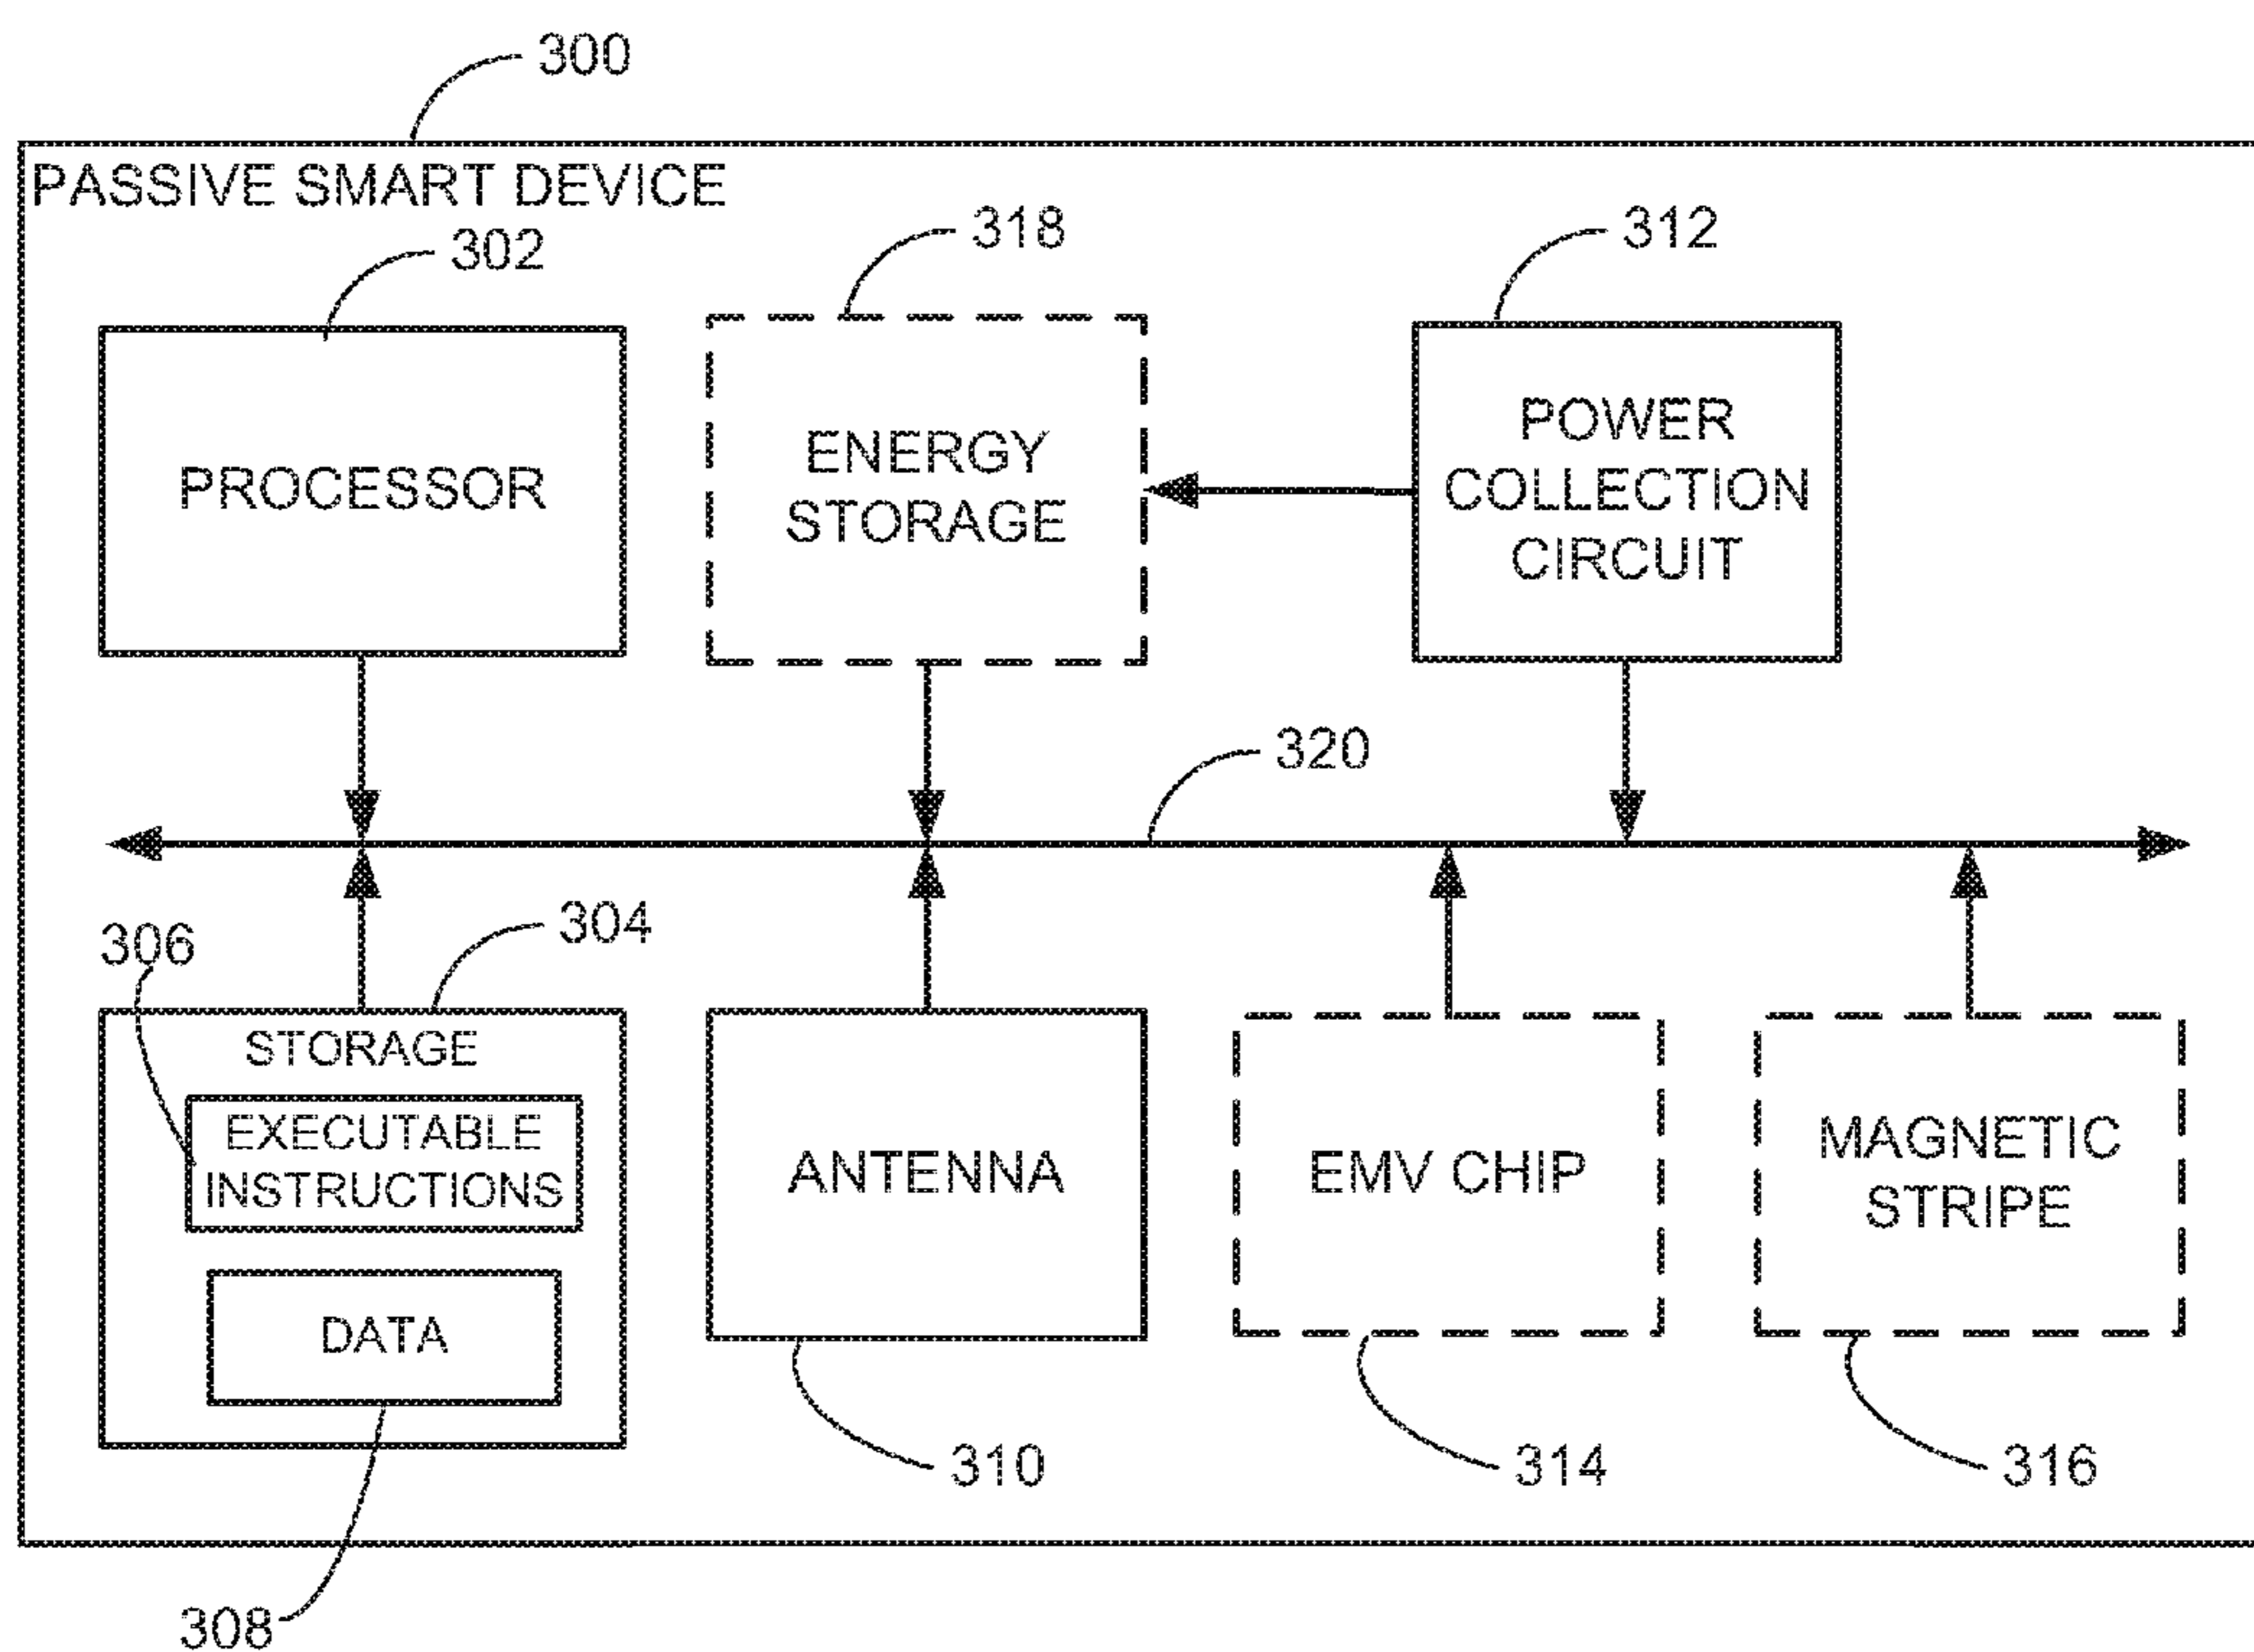 300
PASSIVE SMART DEVICE
302
318
312
PROCESSOR
ENERGY
STORAGE
POWER
COLLECTION
CIRCUIT
320
306
304
STORAGE
EXECUTABLE
INSTRUCTIONS
DATA
ANTENNA
EMV CHIP
MAGNETIC
STRIPE
310
314
316
308